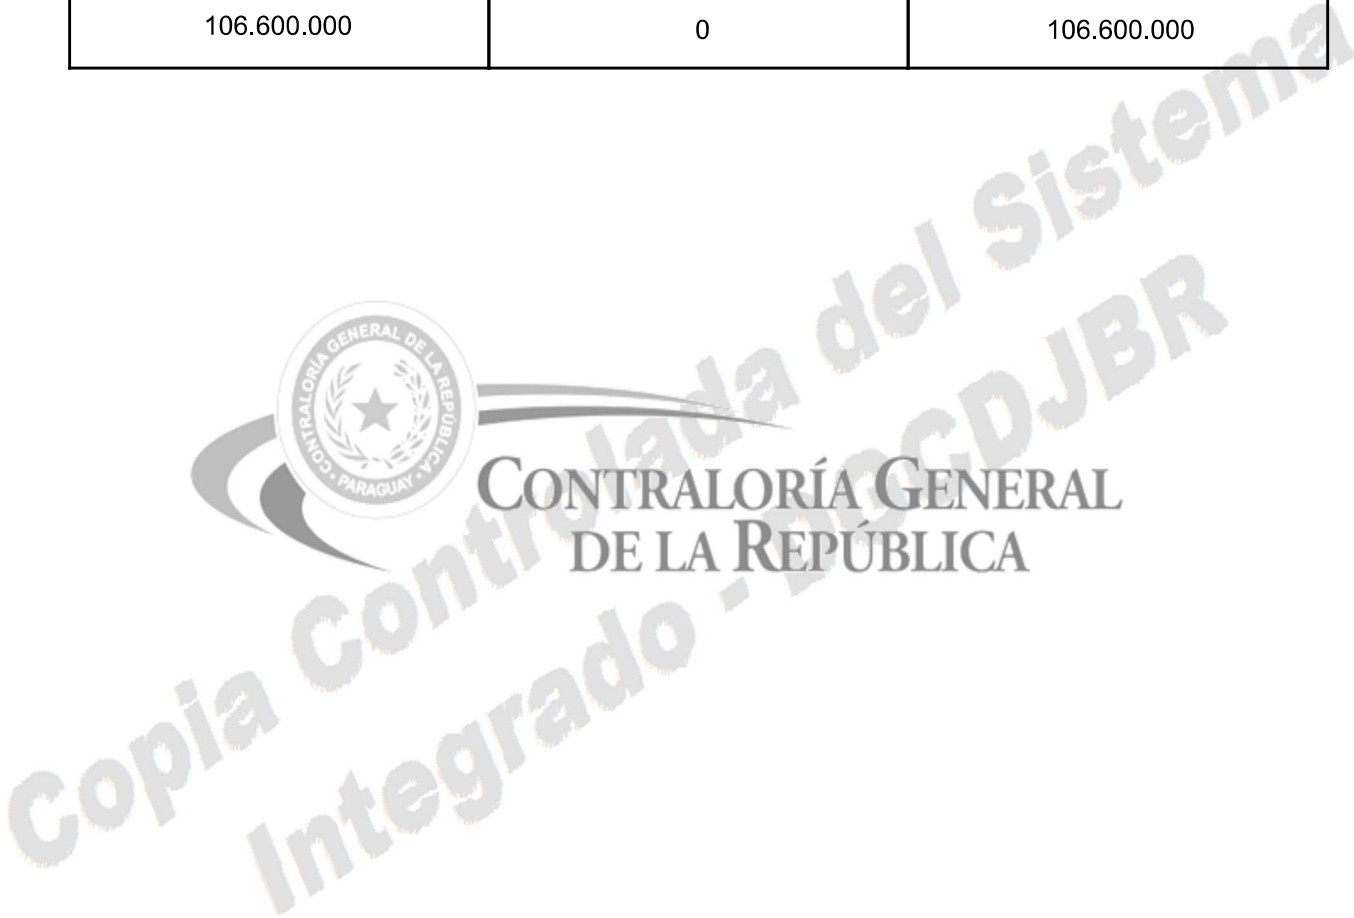 106.600.000 0 106.600.000
CONTRALORÍA GENERAL DE LA REPÚBLICA
· PARAGUAY ·
CONTRALORÍA GENERAL
DE LA REPÚBLICA
Copia Controlada del Sistema
Integrado - DGCDJBR